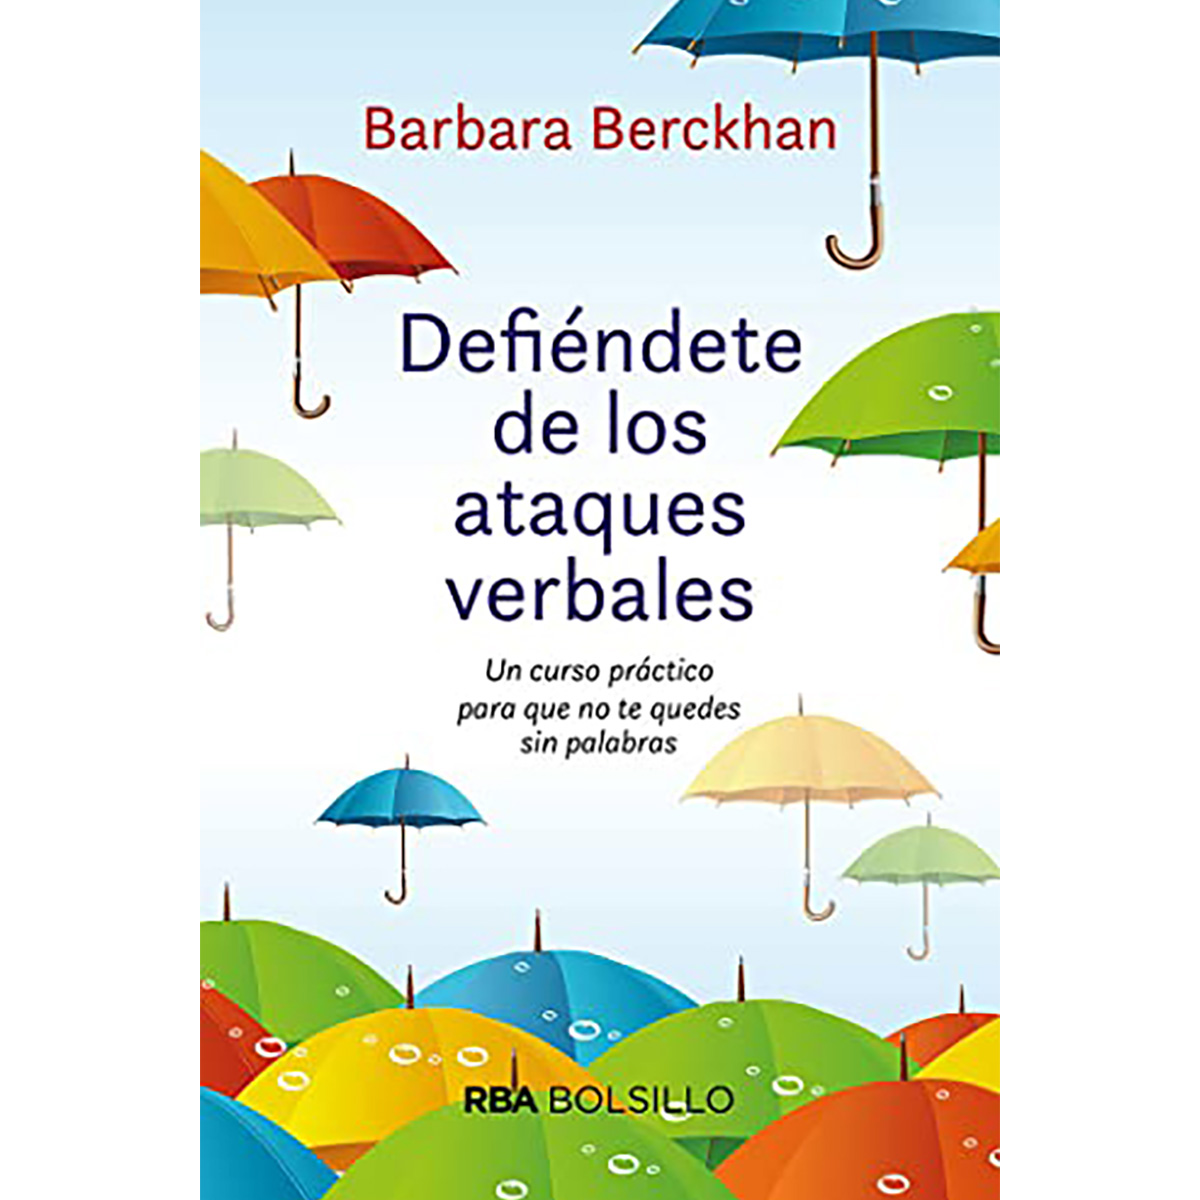 Barbara Berckhan
Defiéndete
de los
ataques
verbales
Un curso práctico
para que no te quedes
sin palabras
RBA BOLSILLO